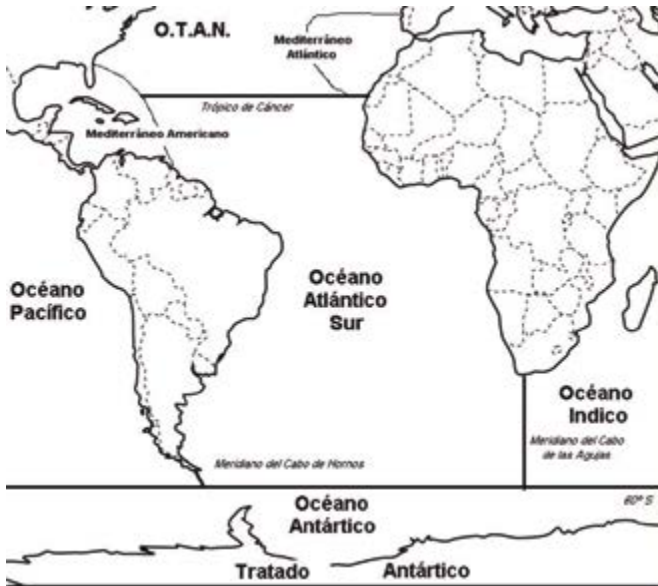 O.T.A.N.
Mediterráneo
Atlántico
Trópico de Cáncer
Mediterráneo Americano
Océano
Pacífico
Océano
Atlántico
Sur
Océano
Indico
Meridiano del Cabo
de las Agujas
Meridiano del Cabo de Hornos
60º S
Océano
Antártico
Tratado Antártico